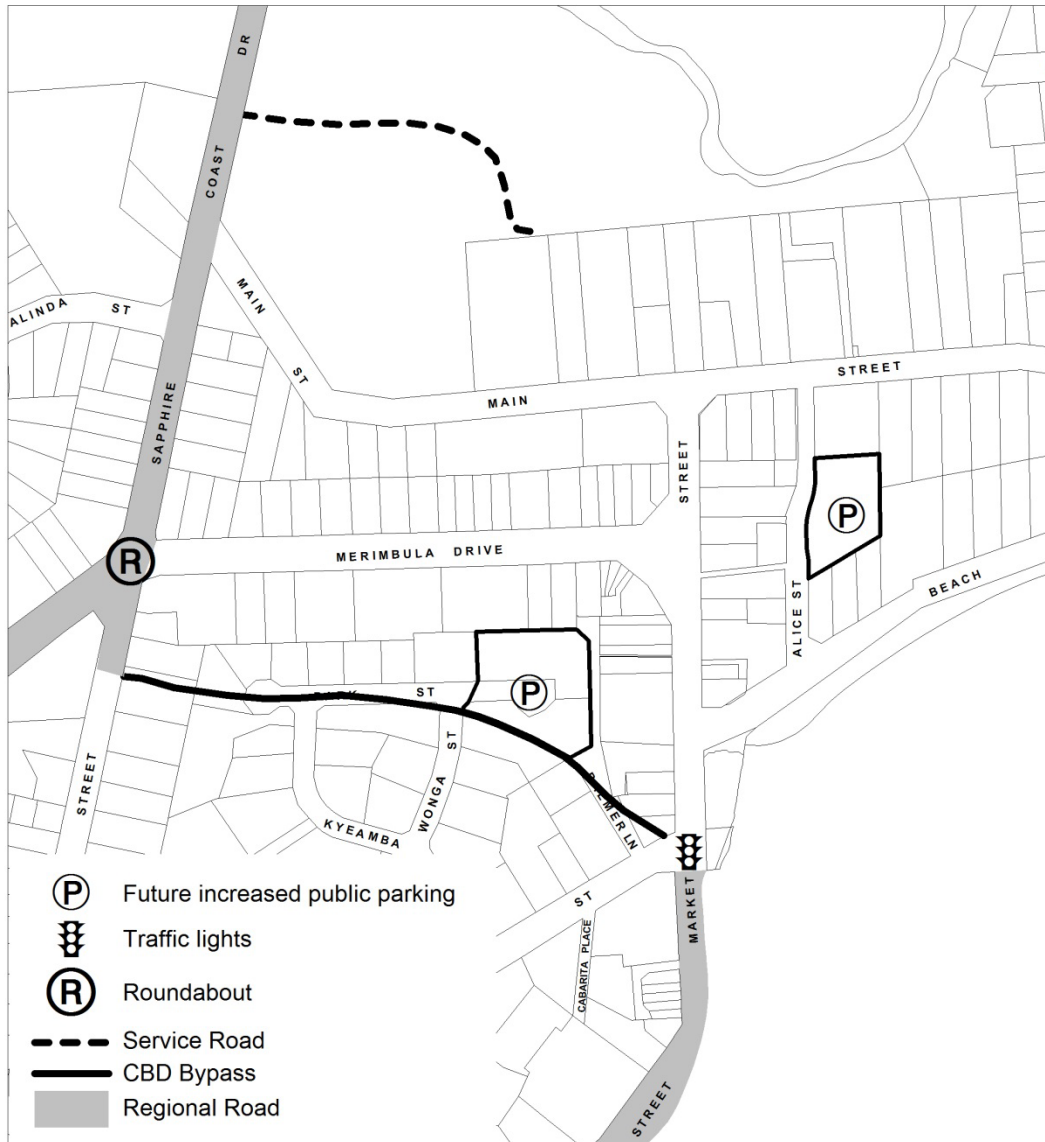 DR
COAST
SAPPHIRE
MAIN
ST
ALINDA ST
MAIN STREET
STREET
MERIMBULA DRIVE
P
R
BEACH
ALICE ST
ST
P
WONGA ST
KYEAMBA
STREET
LN
ST
MARKET
CABARITA PLACE
STREET
P Future increased public parking
Traffic lights
R Roundabout
Service Road
CBD Bypass
Regional Road